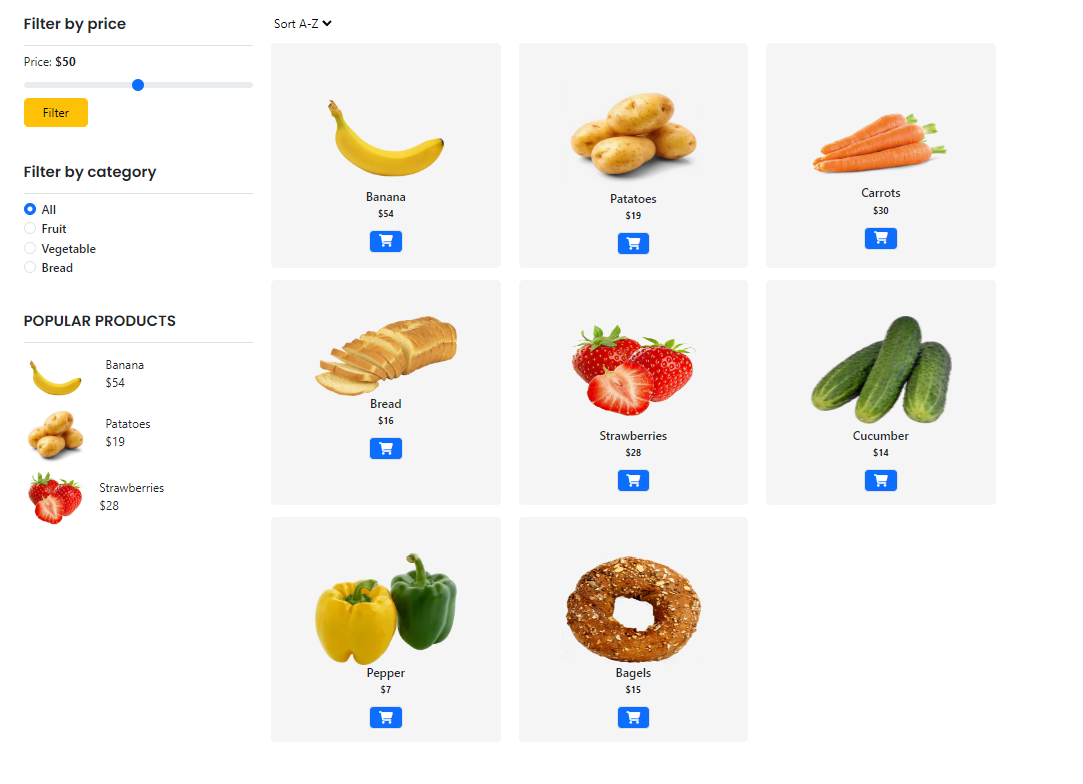 Filter by price
Price: $50
Filter
Filter by category
All
Fruit
Vegetable
Bread
POPULAR PRODUCTS
Banana
$54
Patatoes
$19
Strawberries
$28
Sort A-Z
Banana
$54
Patatoes
$19
Carrots
$30
Bread
$16
Strawberries
$28
Cucumber
$14
Pepper
$7
Bagels
$15